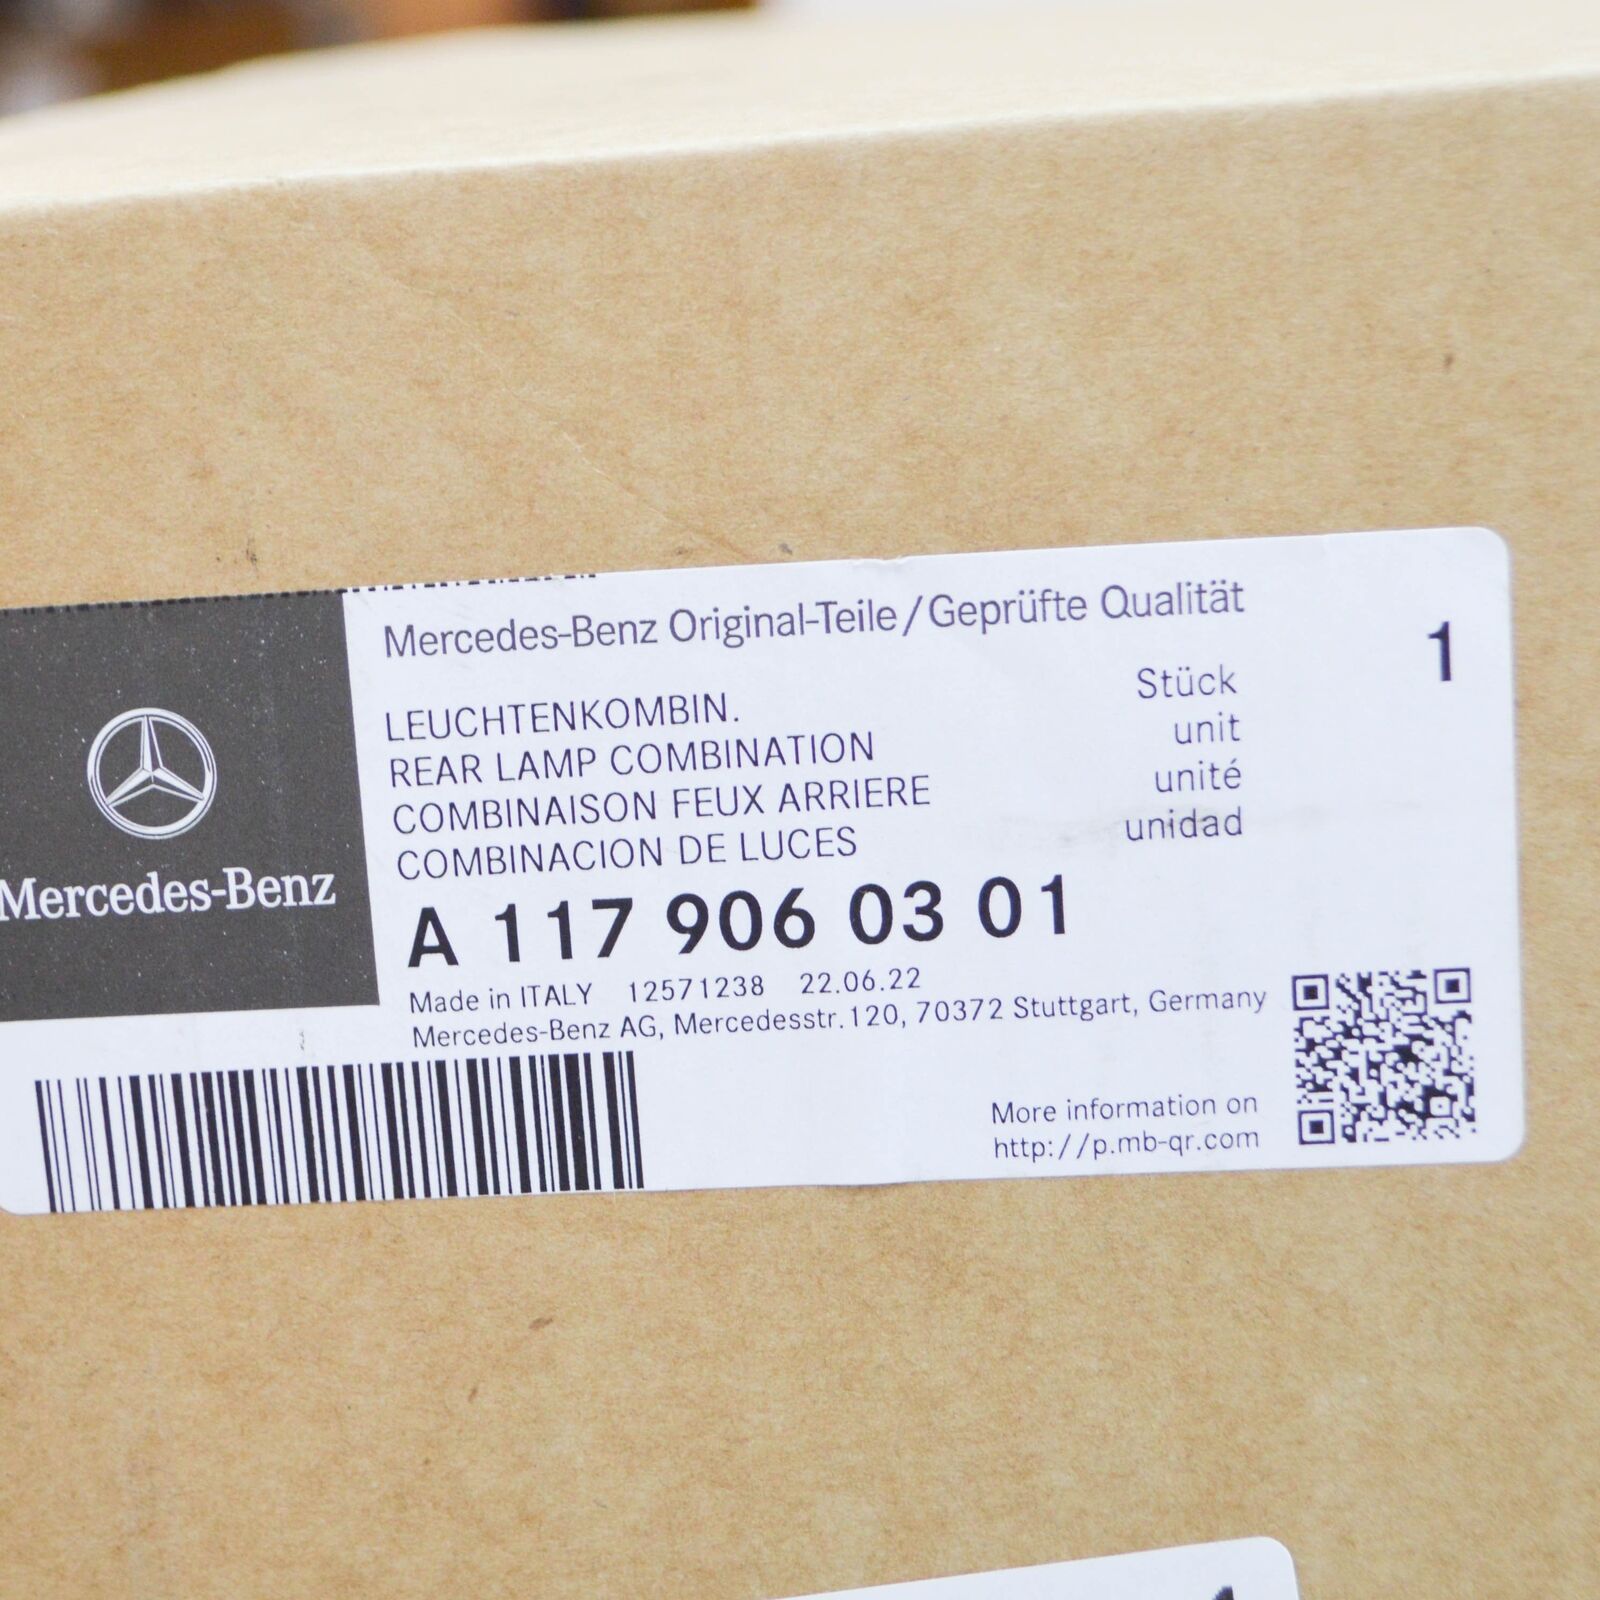 Mercedes-Benz
Mercedes-Benz Original-Teile/Geprüfte Qualität
LEUCHTENKOMBIN.
REAR LAMP COMBINATION
COMBINAISON FEUX ARRIERE
COMBINACION DE LUCES
Stück
unit
unité
unidad
1
A 117 906 03 01
Made in ITALY 12571238 22.06.22
Mercedes-Benz AG, Mercedesstr.120, 70372 Stuttgart, Germany
More information on
http://p.mb-qr.com